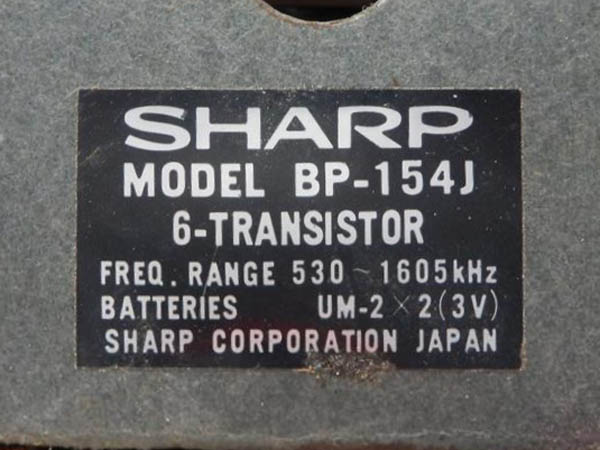 SHARP
MODEL BP-154J
6-TRANSISTOR
FREQ. RANGE 530 ~ 1605kHz
BATTERIES UM-2 × 2 (3V)
SHARP CORPORATION JAPAN